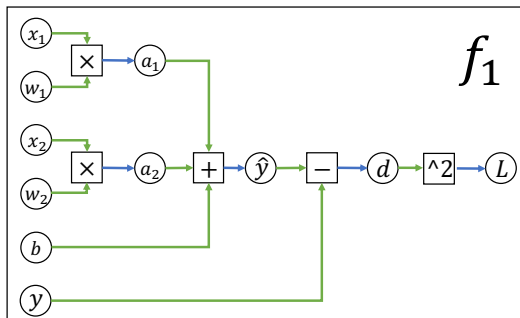 x₁
f₁
×
a₁
w₁
x₂
×
a₂
+
ŷ
−
d
^2
L
w₂
b
y